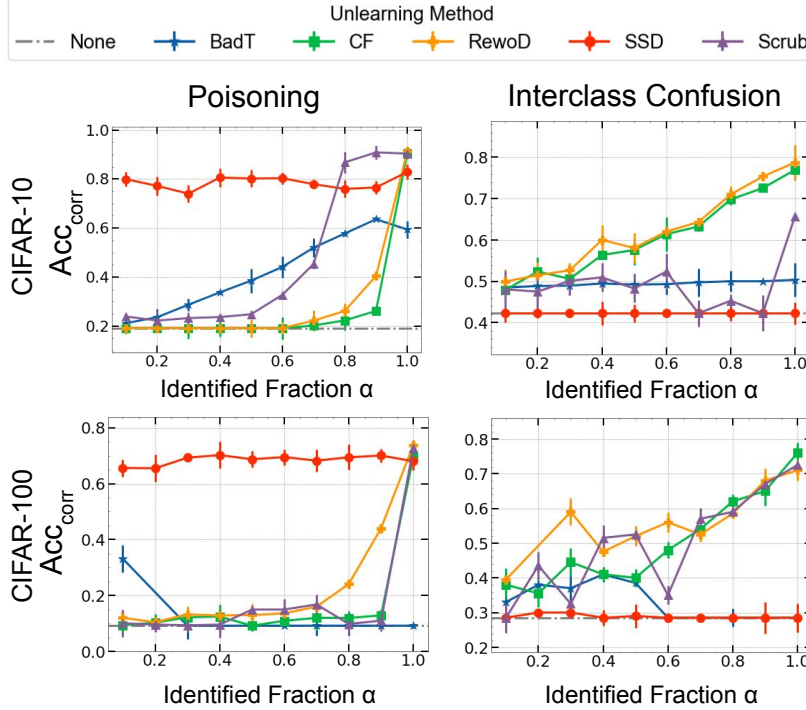 Unlearning Method
None BadT CF RewoD SSD Scrub
Poisoning Interclass Confusion
CIFAR-10
Acc_corr
1.0
0.8
0.6
0.4
0.2
0.2 0.4 0.6 0.8 1.0
Identified Fraction α
0.8
0.7
0.6
0.5
0.4
0.2 0.4 0.6 0.8 1.0
Identified Fraction α
CIFAR-100
Acc_corr
0.8
0.6
0.4
0.2
0.0
0.2 0.4 0.6 0.8 1.0
Identified Fraction α
0.8
0.7
0.6
0.5
0.4
0.3
0.2
0.2 0.4 0.6 0.8 1.0
Identified Fraction α